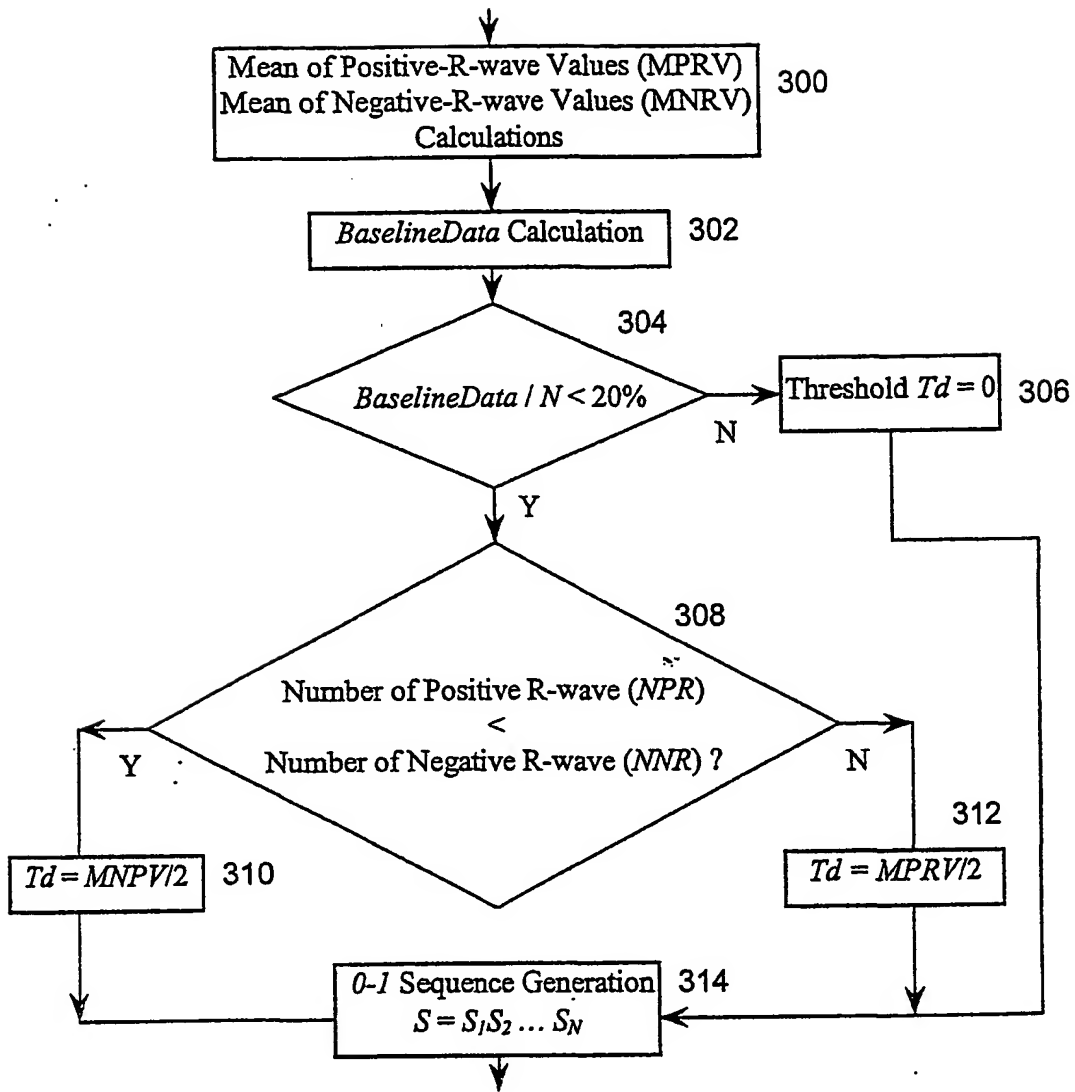 Mean of Positive-R-wave Values (MPRV)
Mean of Negative-R-wave Values (MNRV)
Calculations
300
BaselineData Calculation
302
304
BaselineData / N < 20%
N
Threshold Td = 0
306
Y
308
Number of Positive R-wave (NPR)
<
Number of Negative R-wave (NNR) ?
Y
N
312
Td = MNPV/2
310
Td = MPRV/2
0-1 Sequence Generation
S = S1S2 ... SN
314